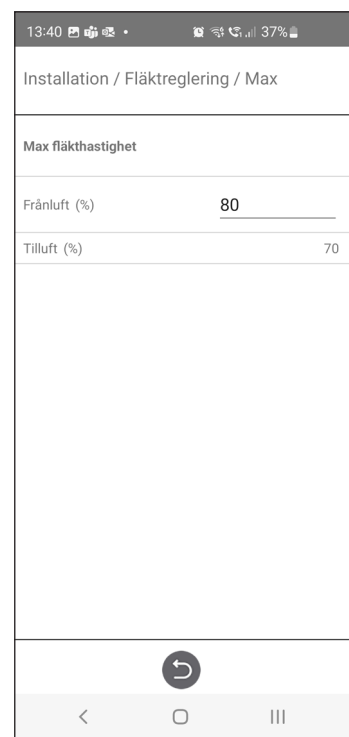 13:40 37%
Installation / Fläktreglering / Max
Max fläkthastighet
Frånluft (%) 80
Tilluft (%) 70